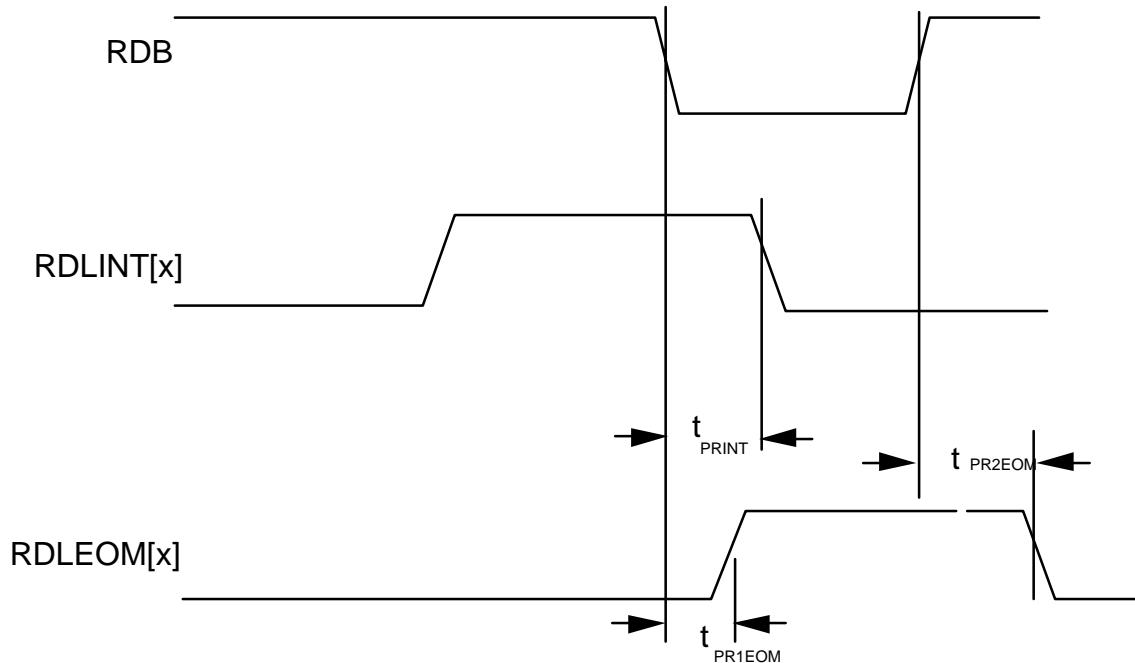 RDB
RDLINT[x]
t PRINT
t PR2EOM
RDLEOM[x]
t PR1EOM